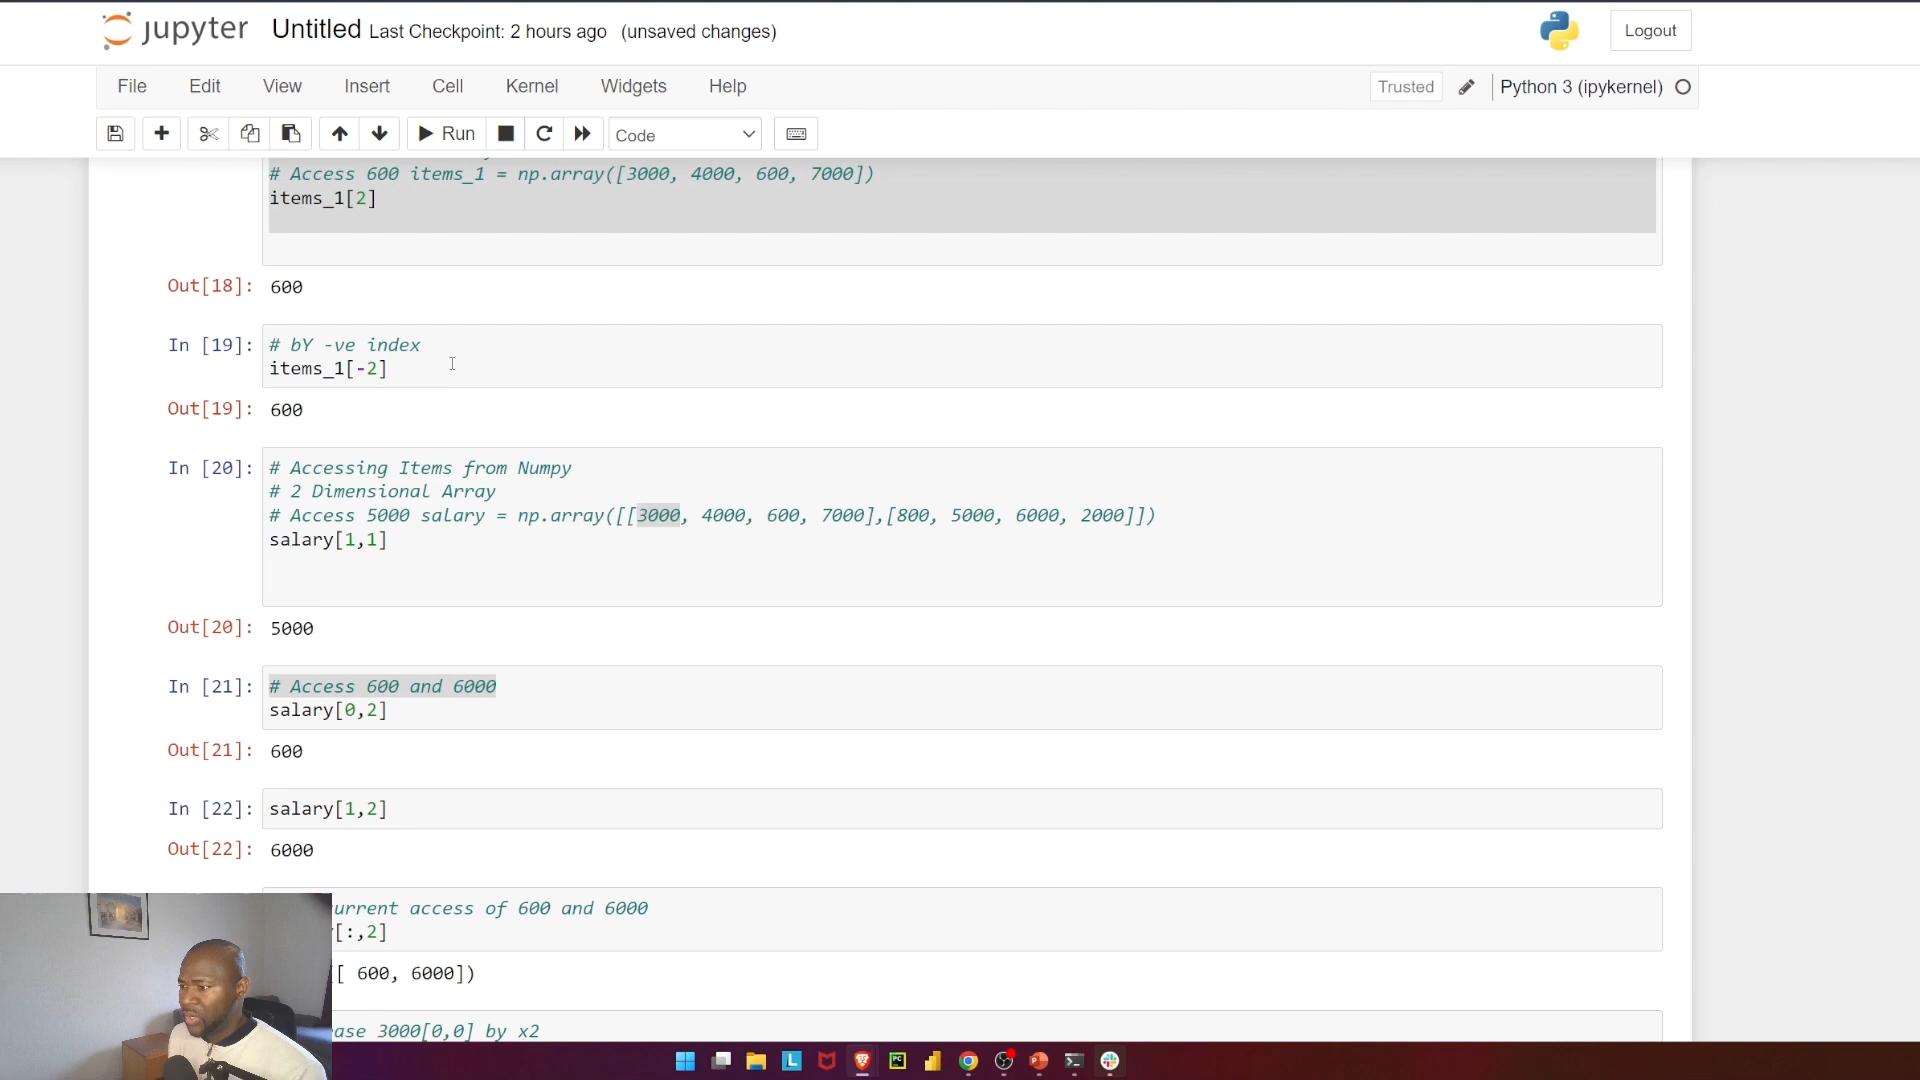 jupyter Untitled Last Checkpoint: 2 hours ago (unsaved changes) Logout
File Edit View Insert Cell Kernel Widgets Help Trusted Python 3 (ipykernel)
Run Code
# Access 600 items_1 = np.array([3000, 4000, 600, 7000])
items_1[2]
Out[18]: 600
In [19]: # bY -ve index
items_1[-2]
Out[19]: 600
In [20]: # Accessing Items from Numpy
# 2 Dimensional Array
# Access 5000 salary = np.array([[3000, 4000, 600, 7000],[800, 5000, 6000, 2000]])
salary[1,1]
Out[20]: 5000
In [21]: # Access 600 and 6000
salary[0,2]
Out[21]: 600
In [22]: salary[1,2]
Out[22]: 6000
urrent access of 600 and 6000
[:,2]
[ 600, 6000])
ase 3000[0,0] by x2